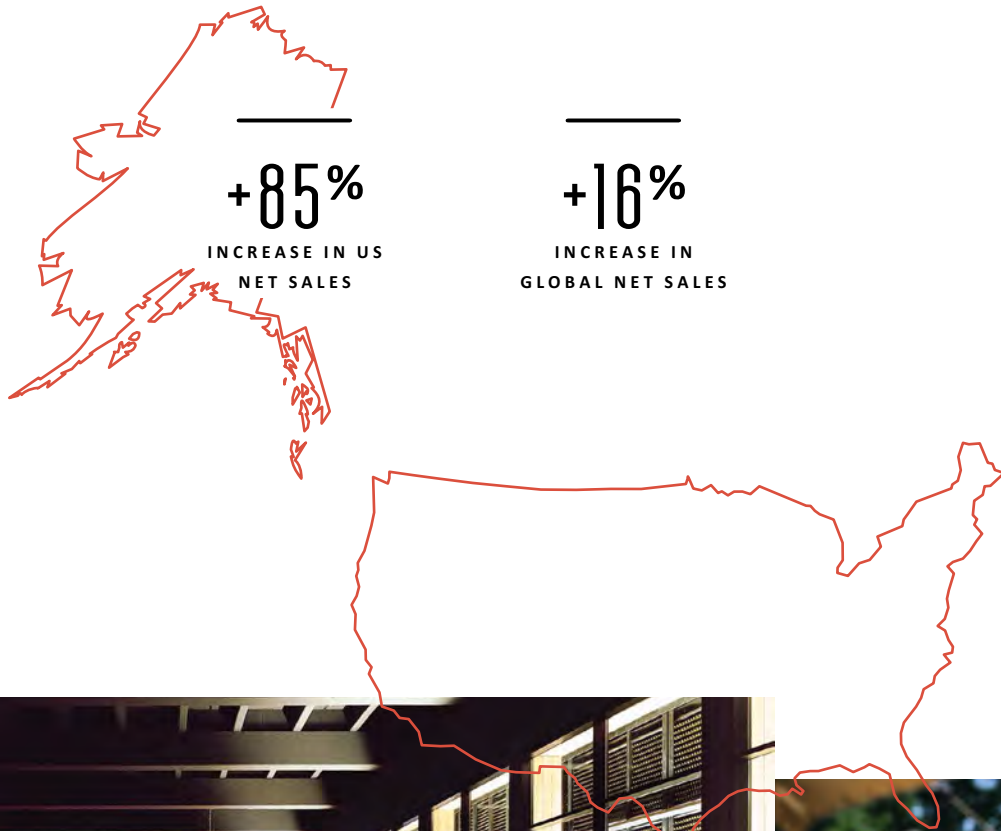 +85%
INCREASE IN US
NET SALES
+16%
INCREASE IN
GLOBAL NET SALES